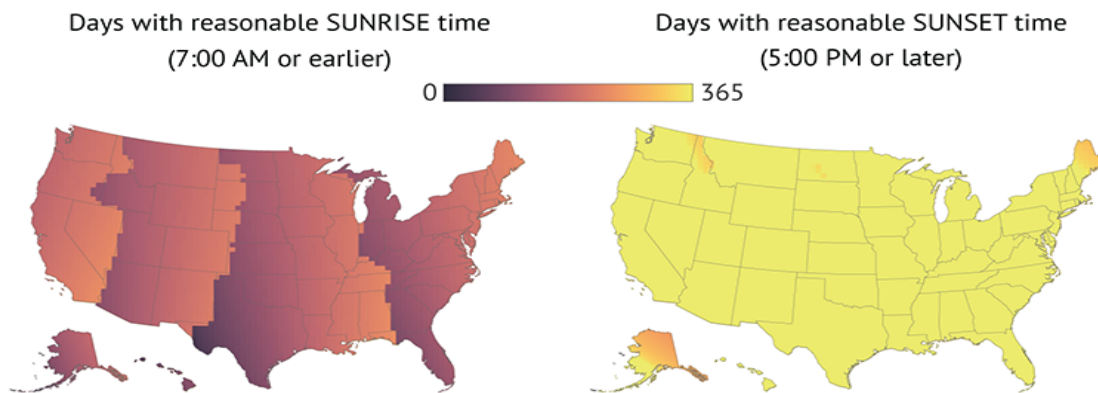 Days with reasonable SUNRISE time
(7:00 AM or earlier)
Days with reasonable SUNSET time
(5:00 PM or later)
0 365